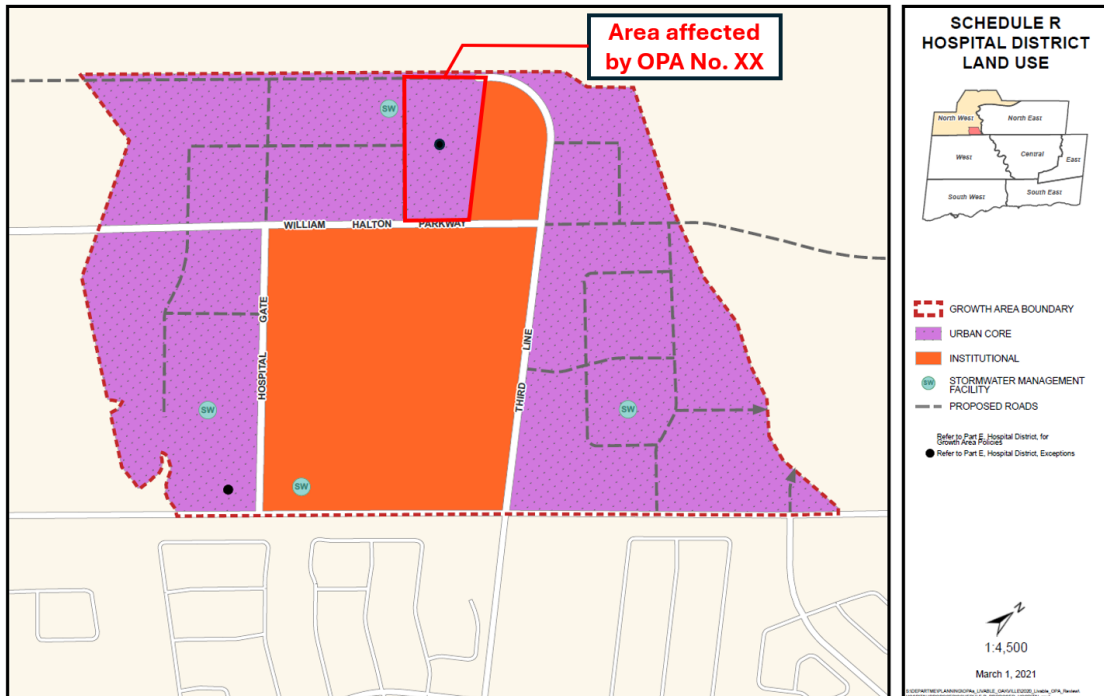 Area affected
by OPA No. XX
SW
WILLIAM HALTON PARKWAY
HOSPITAL GATE
THIRD LINE
SW
SW
SW
SCHEDULE R
HOSPITAL DISTRICT
LAND USE
North West
North East
West
Central
East
South West
South East
GROWTH AREA BOUNDARY
URBAN CORE
INSTITUTIONAL
SW
STORMWATER MANAGEMENT
FACILITY
PROPOSED ROADS
Refer to Part E, Hospital District, for
Growth Area Policies
Refer to Part E, Hospital District, Exceptions
N
1:4,500
March 1, 2021